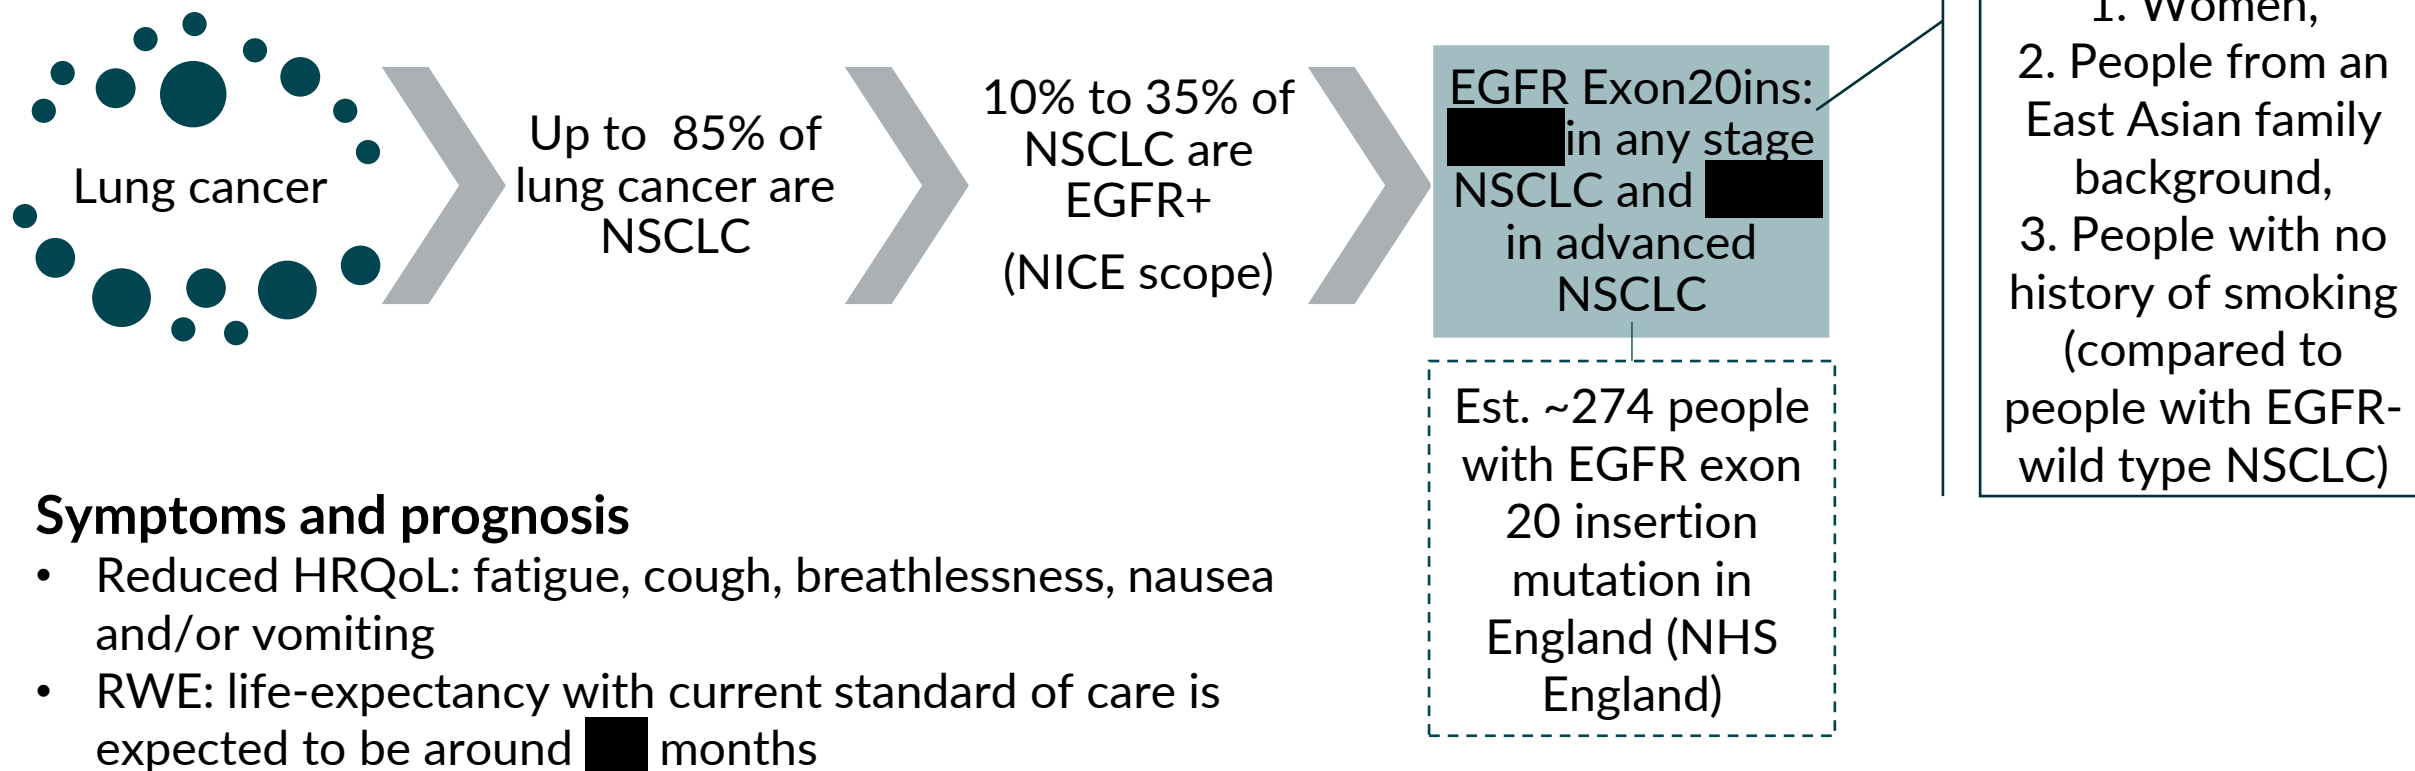 Lung cancer
Up to 85% of
lung cancer are
NSCLC
10% to 35% of
NSCLC are
EGFR+
(NICE scope)
EGFR Exon20ins:
in any stage
NSCLC and
in advanced
NSCLC
Est. ~274 people
with EGFR exon
20 insertion
mutation in
England (NHS
England)
1. Women,
2. People from an
East Asian family
background,
3. People with no
history of smoking
(compared to
people with EGFR-
wild type NSCLC)
Symptoms and prognosis
• Reduced HRQoL: fatigue, cough, breathlessness, nausea
and/or vomiting
• RWE: life-expectancy with current standard of care is
expected to be around months